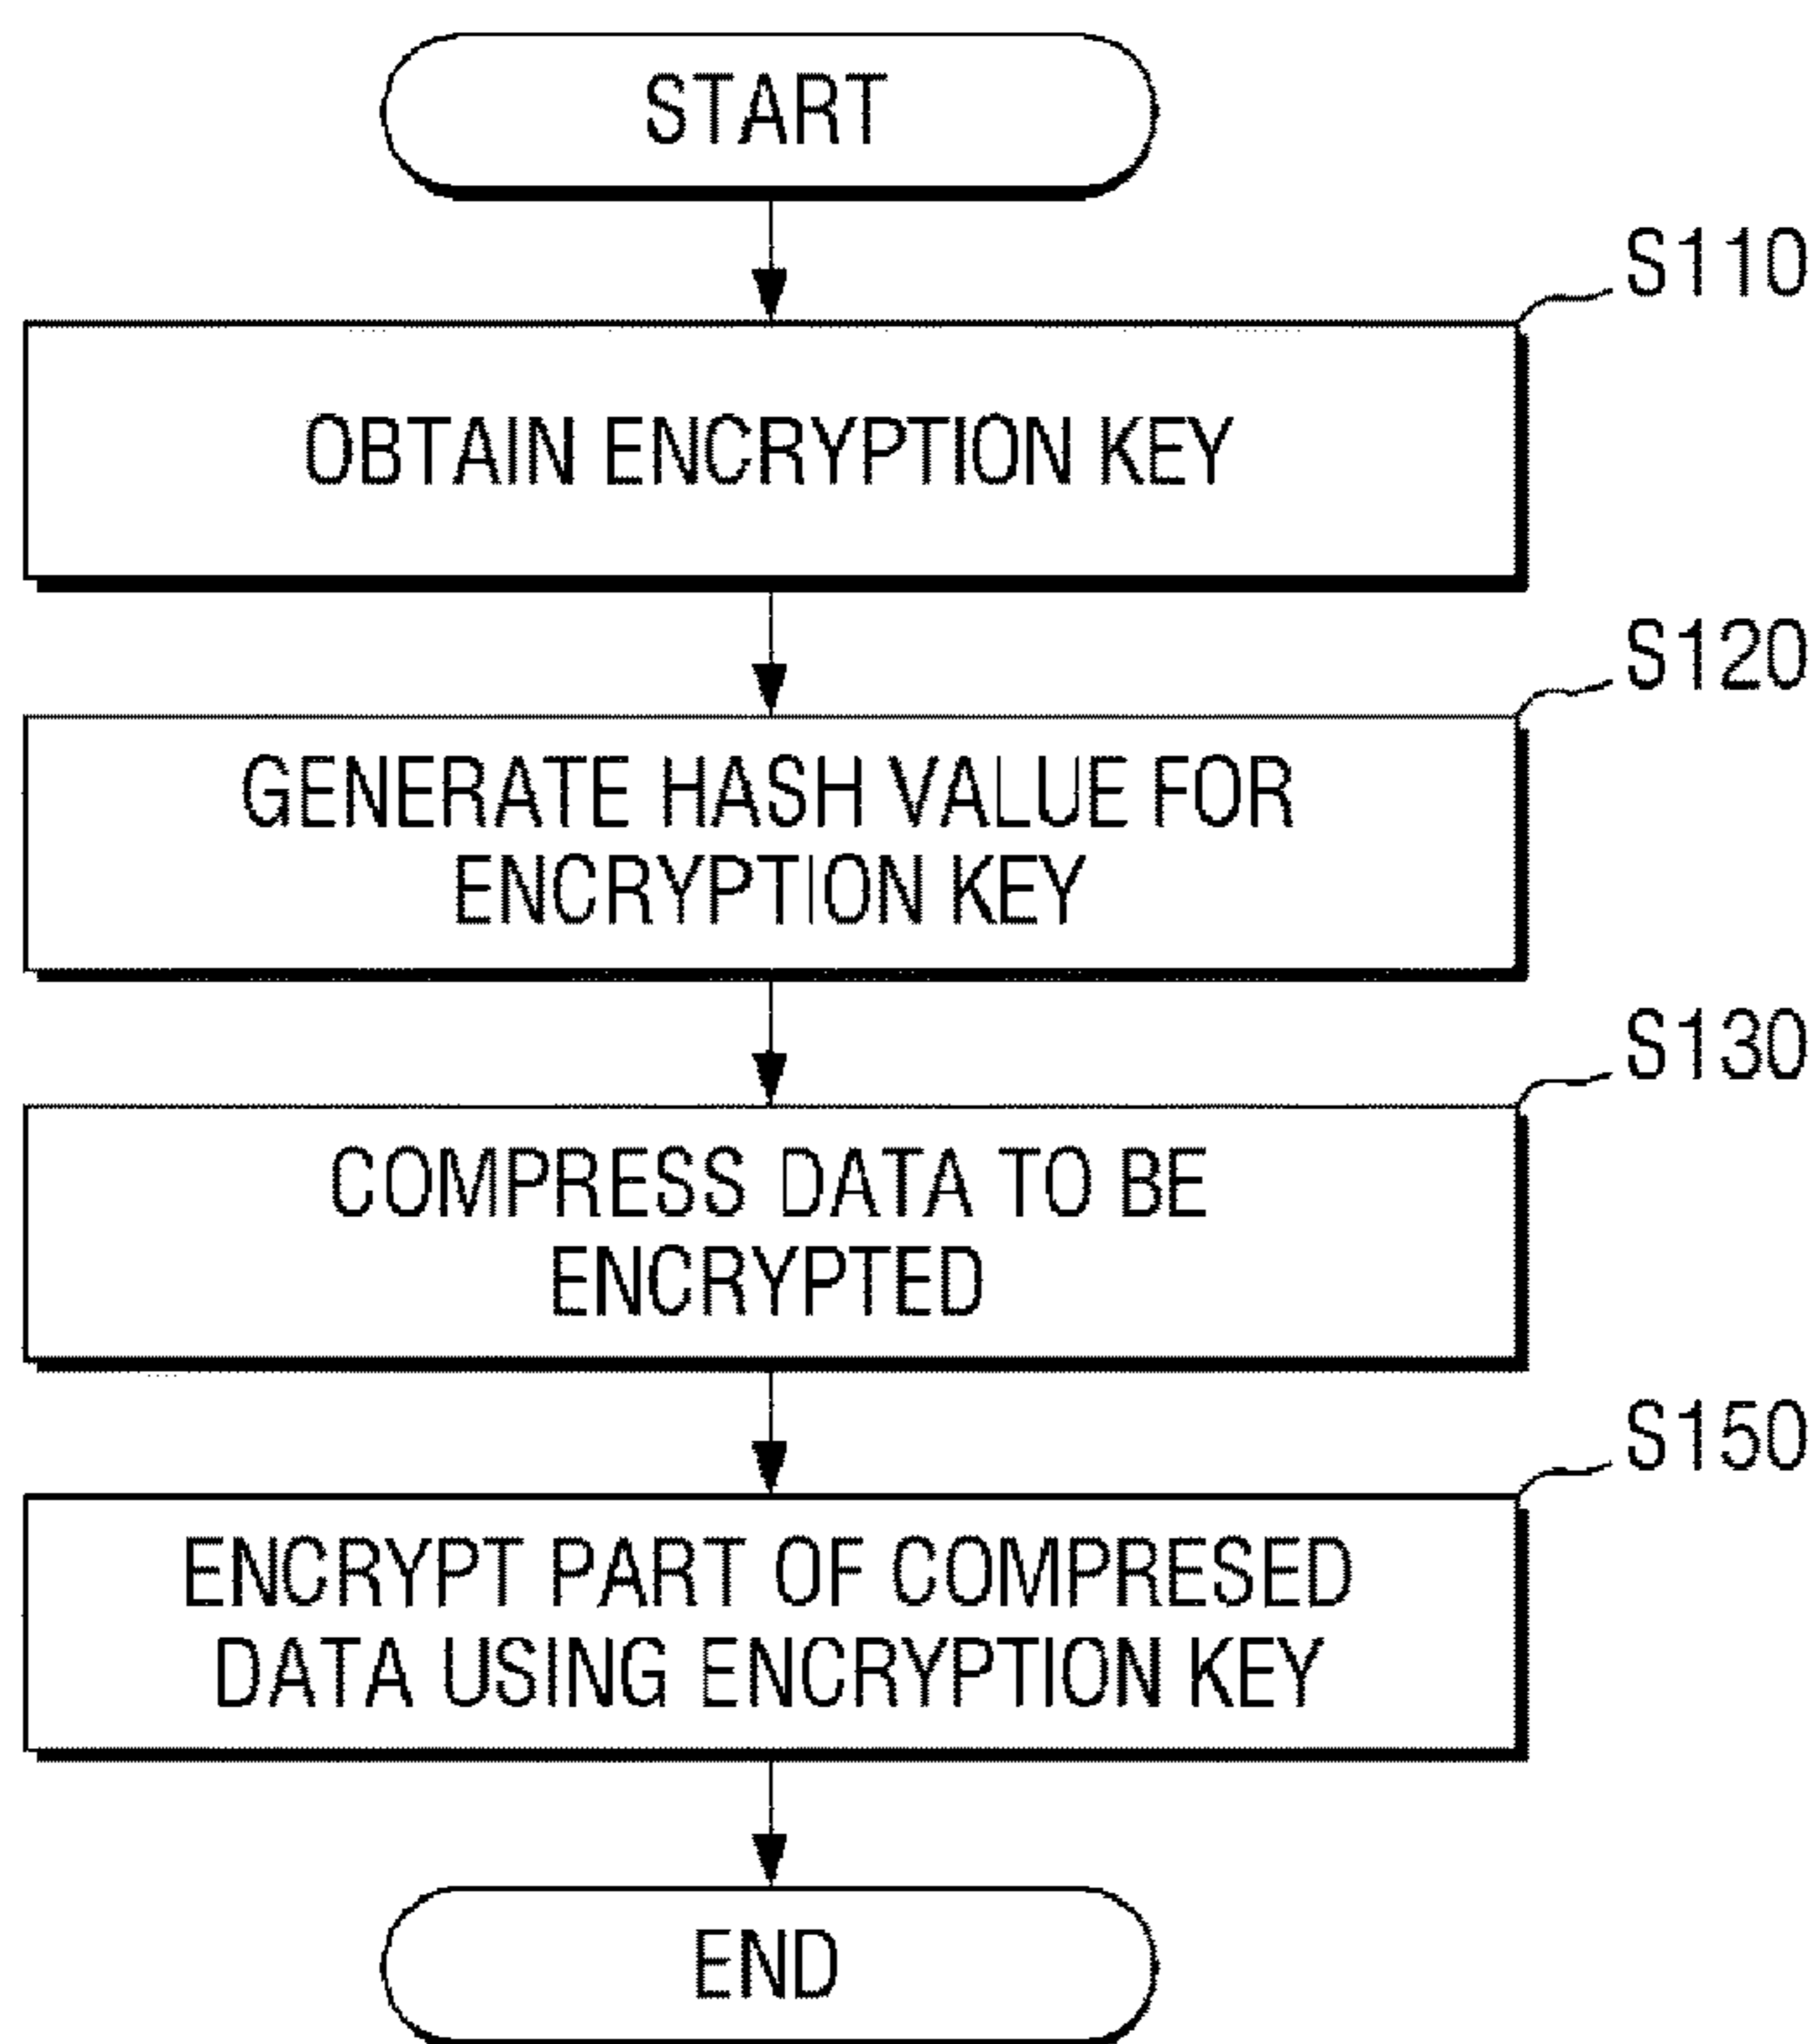 START
S110
OBTAIN ENCRYPTION KEY
S120
GENERATE HASH VALUE FOR
ENCRYPTION KEY
S130
COMPRESS DATA TO BE
ENCRYPTED
S150
ENCRYPT PART OF COMPRESED
DATA USING ENCRYPTION KEY
END